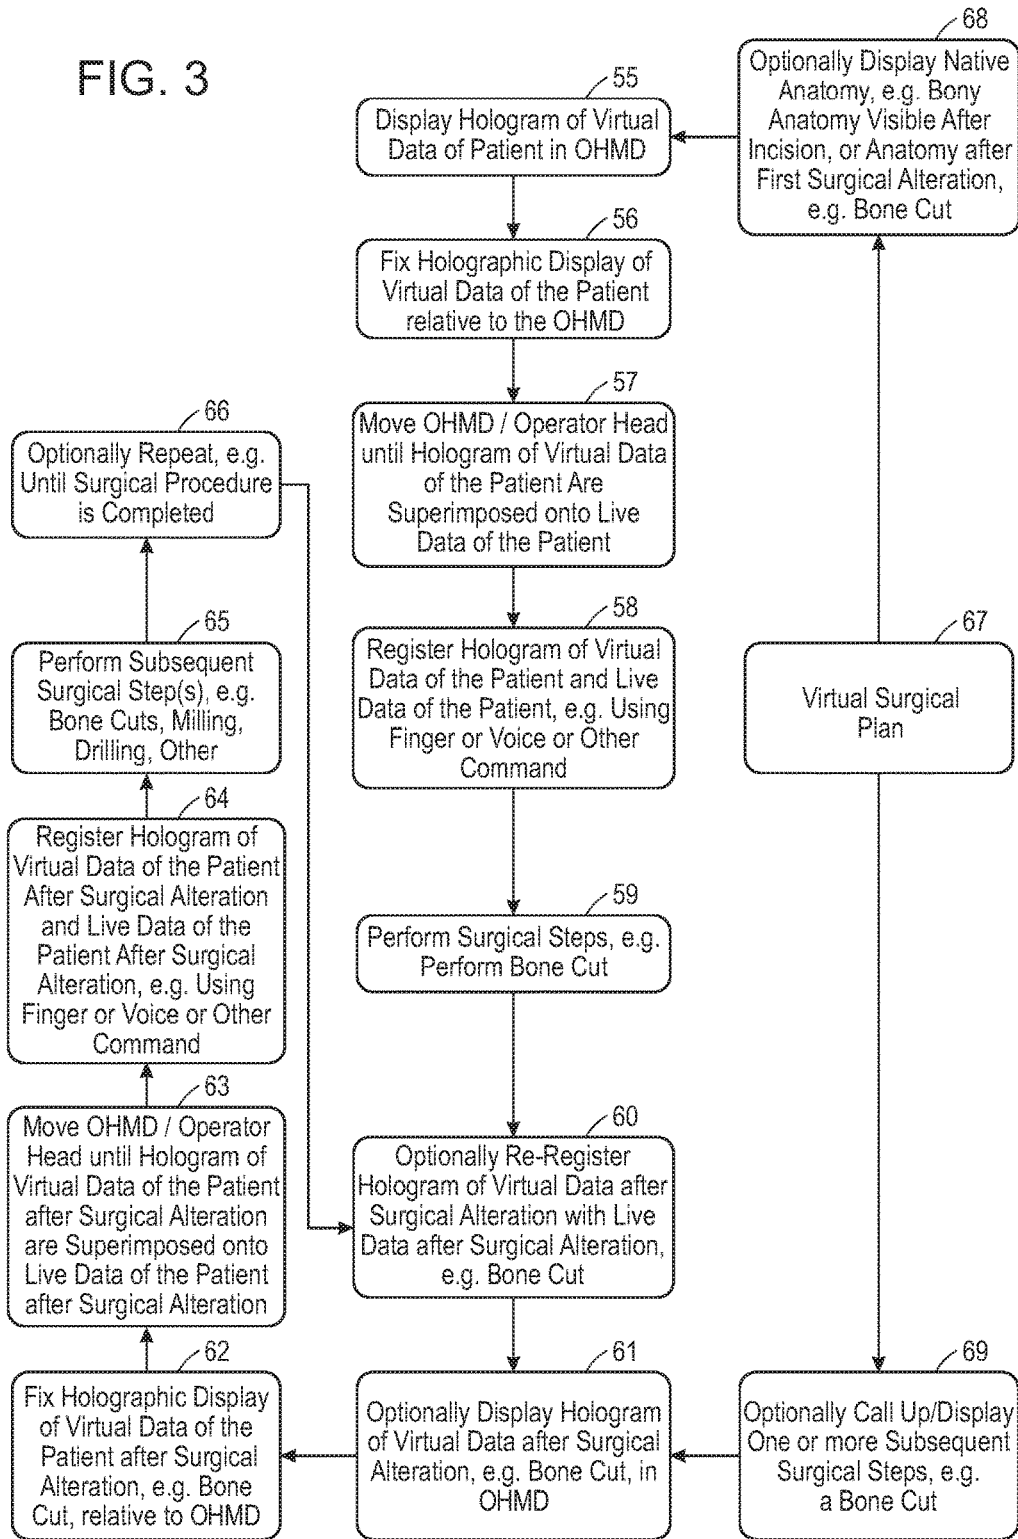 FIG. 3
55
Display Hologram of Virtual
Data of Patient in OHMD
56
Fix Holographic Display of
Virtual Data of the Patient
relative to the OHMD
57
Move OHMD / Operator Head
until Hologram of Virtual Data
of the Patient Are
Superimposed onto Live
Data of the Patient
58
Register Hologram of Virtual
Data of the Patient and Live
Data of the Patient, e.g. Using
Finger or Voice or Other
Command
59
Perform Surgical Steps, e.g.
Perform Bone Cut
60
Optionally Re-Register
Hologram of Virtual Data after
Surgical Alteration with Live
Data after Surgical Alteration,
e.g. Bone Cut
61
Optionally Display Hologram
of Virtual Data after Surgical
Alteration, e.g. Bone Cut, in
OHMD
62
Fix Holographic Display
of Virtual Data of the
Patient after Surgical
Alteration, e.g. Bone
Cut, relative to OHMD
63
Move OHMD / Operator
Head until Hologram of
Virtual Data of the Patient
after Surgical Alteration
are Superimposed onto
Live Data of the Patient
after Surgical Alteration
64
Register Hologram of
Virtual Data of the Patient
After Surgical Alteration
and Live Data of the
Patient After Surgical
Alteration, e.g. Using
Finger or Voice or Other
Command
65
Perform Subsequent
Surgical Step(s), e.g.
Bone Cuts, Milling,
Drilling, Other
66
Optionally Repeat, e.g.
Until Surgical Procedure
is Completed
67
Virtual Surgical
Plan
68
Optionally Display Native
Anatomy, e.g. Bony
Anatomy Visible After
Incision, or Anatomy after
First Surgical Alteration,
e.g. Bone Cut
69
Optionally Call Up/Display
One or more Subsequent
Surgical Steps, e.g.
a Bone Cut